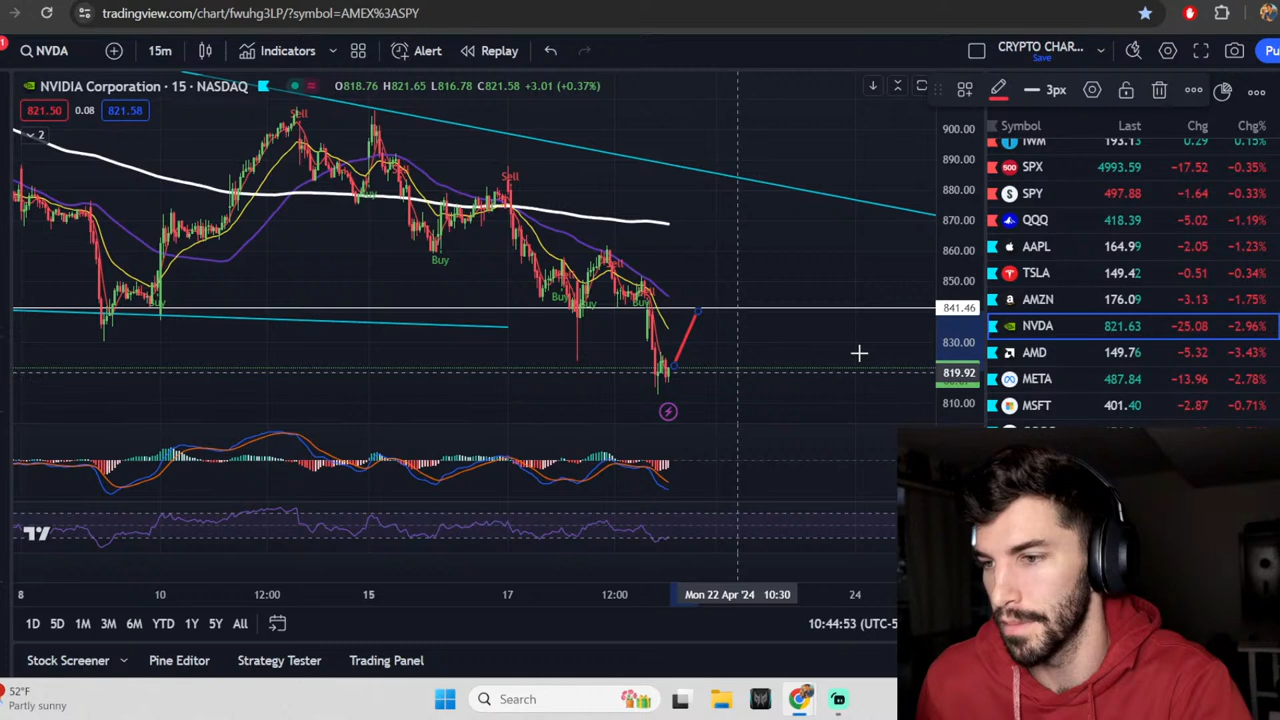 tradingview.com/chart/fwuhg3LP/?symbol=AMEX%3ASPY
NVDA 15m Indicators Alert Replay CRYPTO CHAR... Save Pu
NVIDIA Corporation · 15 · NASDAQ O818.76 H821.65 L816.78 C821.58 +3.01 (+0.37%)
821.50 0.08 821.58
2
3px
Symbol Last Chg Chg%
IWM 193.13 0.29 0.15%
SPX 4993.59 −17.52 −0.35%
SPY 497.88 −1.64 −0.33%
QQQ 418.39 −5.02 −1.19%
AAPL 164.99 −2.05 −1.23%
TSLA 149.42 −0.51 −0.34%
AMZN 176.09 −3.13 −1.75%
NVDA 821.63 −25.08 −2.96%
AMD 149.76 −5.32 −3.43%
META 487.84 −13.96 −2.78%
MSFT 401.40 −2.87 −0.71%
900.00
890.00
880.00
870.00
860.00
850.00
841.46
830.00
819.92
810.00
Sell
Sell
Sell
Buy
Buy
Buy
Buy
Sell
Buy
8 10 12:00 15 17 12:00 Mon 22 Apr '24 10:30 24
1D 5D 1M 3M 6M YTD 1Y 5Y All 10:44:53 (UTC-5
Stock Screener Pine Editor Strategy Tester Trading Panel
52°F
Partly sunny
Search